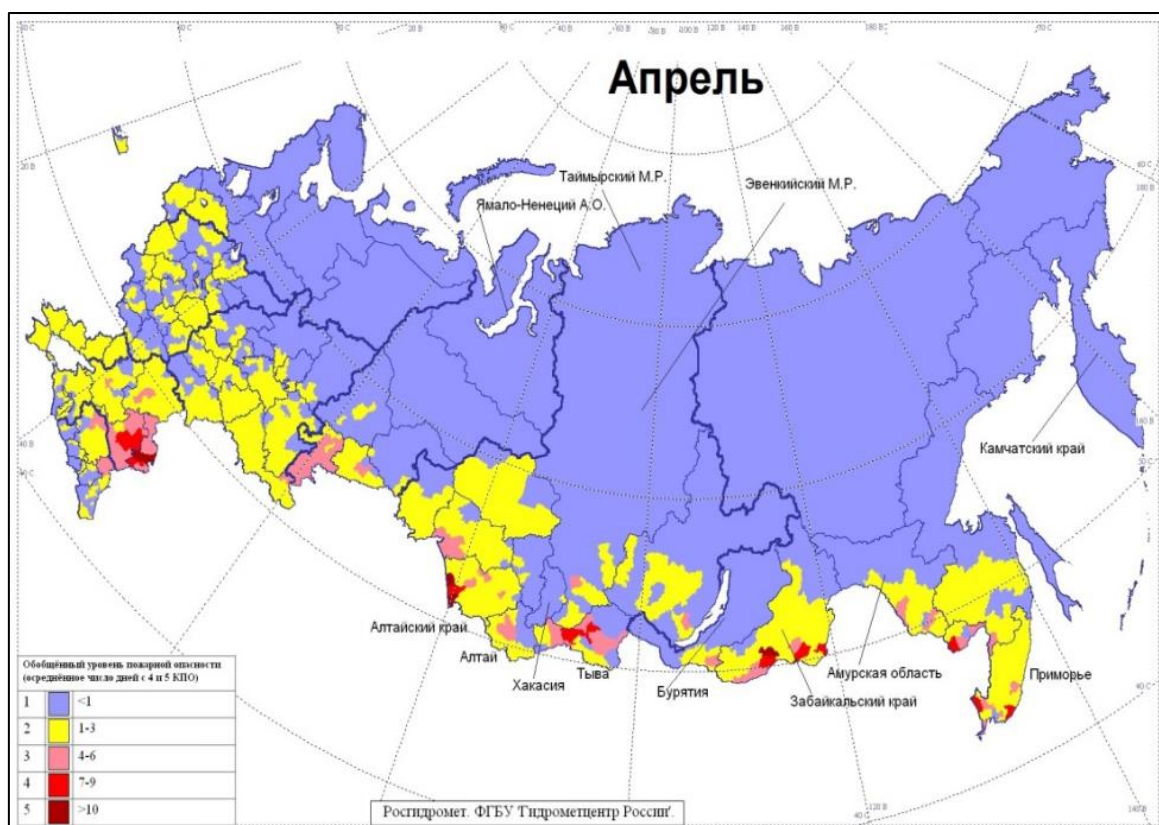 Апрель
Таймырский М.Р.
Эвенкийский М.Р.
Ямало-Ненеций А.О.
Камчатский край
Алтайский край
Алтай
Хакасия
Тыва
Бурятия
Забайкальский край
Амурская область
Приморье
Обобщённый уровень пожарной опасности
(осреднённое число дней с 4 и 5 КПО)
1 <1
2 1-3
3 4-6
4 7-9
5 >10
Росгидромет. ФГБУ 'Гидрометцентр России'.